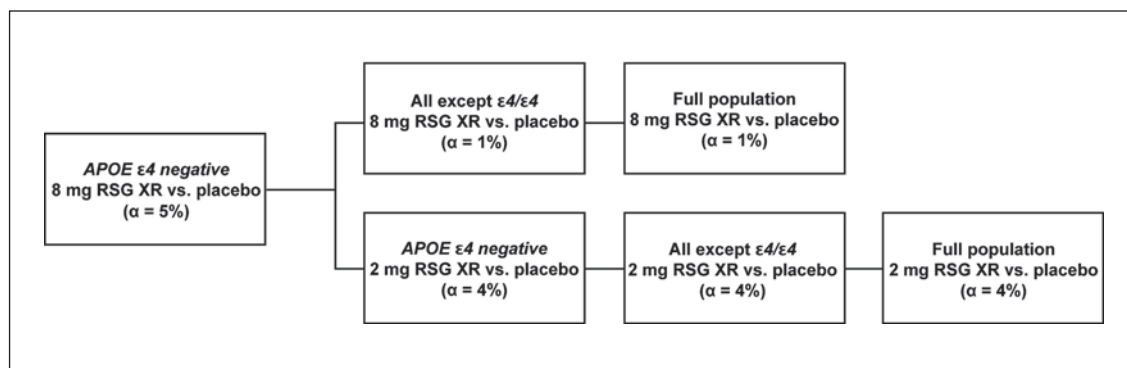 APOE ε4 negative
8 mg RSG XR vs. placebo
(α = 5%)
All except ε4/ε4
8 mg RSG XR vs. placebo
(α = 1%)
Full population
8 mg RSG XR vs. placebo
(α = 1%)
APOE ε4 negative
2 mg RSG XR vs. placebo
(α = 4%)
All except ε4/ε4
2 mg RSG XR vs. placebo
(α = 4%)
Full population
2 mg RSG XR vs. placebo
(α = 4%)